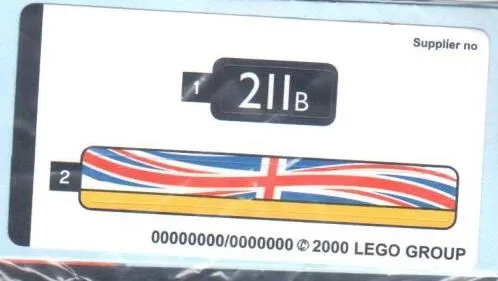 Supplier no
1
211B
2
00000000/0000000 © 2000 LEGO GROUP